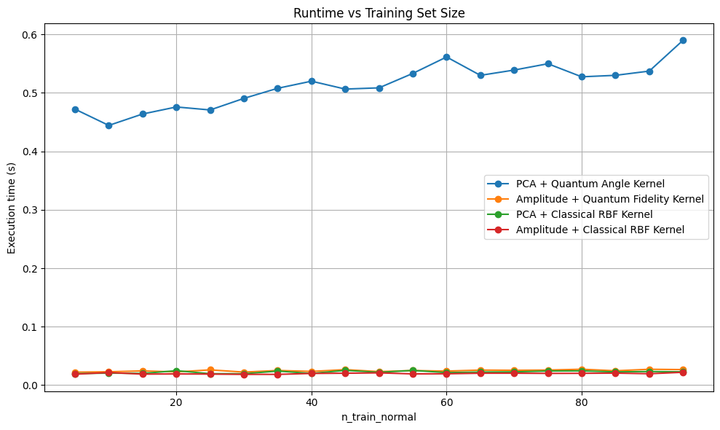 Runtime vs Training Set Size
0.6
0.5
0.4
0.3
0.2
0.1
0.0
Execution time (s)
PCA + Quantum Angle Kernel
Amplitude + Quantum Fidelity Kernel
PCA + Classical RBF Kernel
Amplitude + Classical RBF Kernel
20
40
60
80
n_train_normal